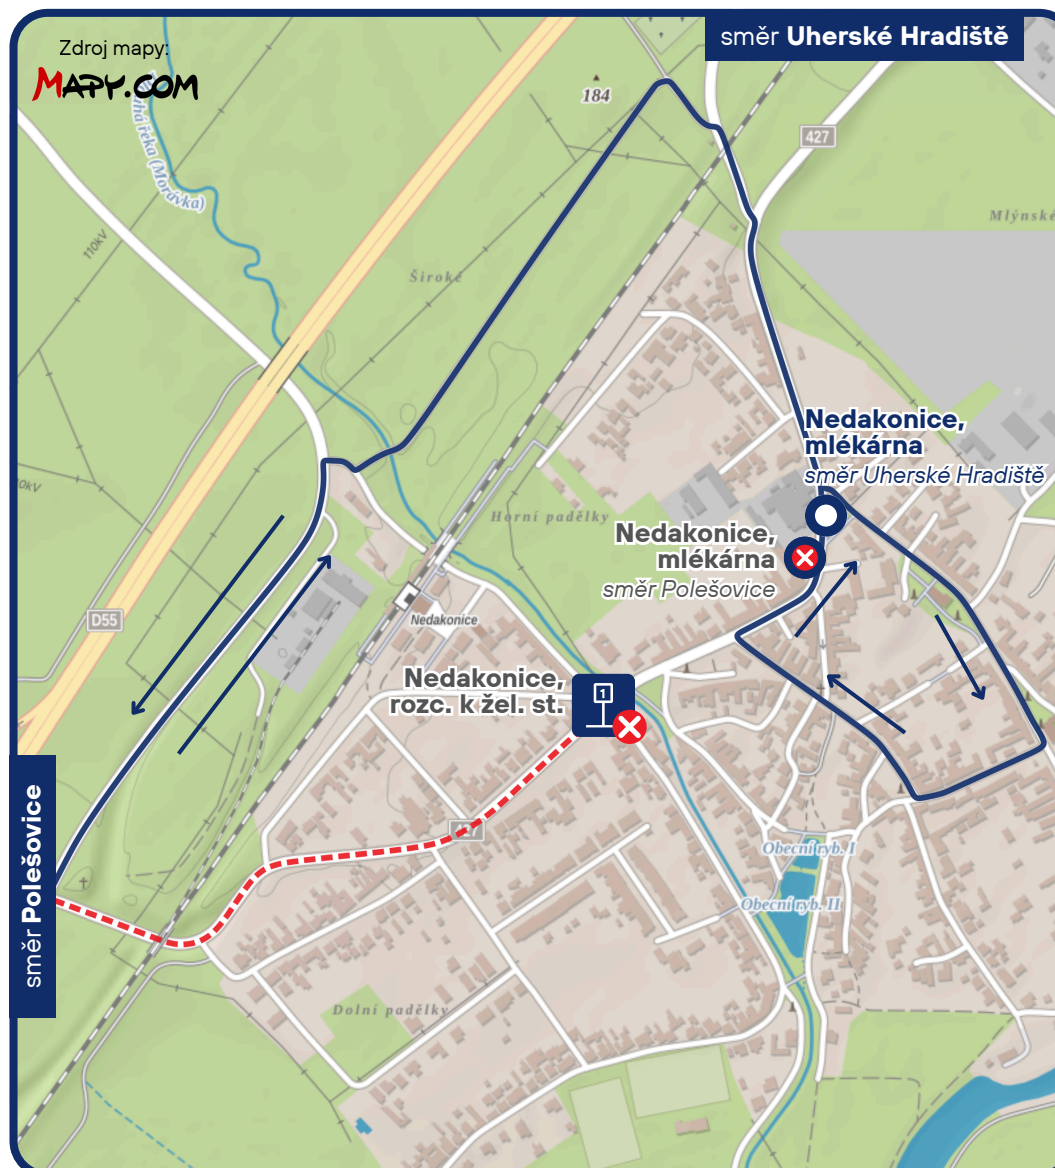 Zdroj mapy:
MAPY.COM
směr Uherské Hradiště
184
427
Mlýnské
110kV
Široké
Nedakonice,
mlékárna
směr Uherské Hradiště
Horní padělky
Nedakonice,
mlékárna
směr Polešovice
D55
Nedakonice
Nedakonice,
rozc. k žel. st.
1
směr Polešovice
Obecní ryb. I
Obecní ryb. II
Dolní padělky
řeka (Morávka)